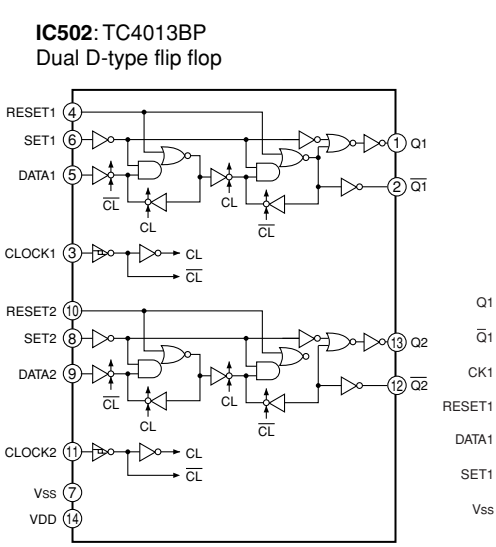 IC502: TC4013BP
Dual D-type flip flop
RESET1 4
SET1 6
1 Q1
DATA1 5
2 Q1
CL CL
CL CL
CLOCK1 3 CL
CL
RESET2 10
SET2 8
13 Q2
DATA2 9
12 Q2
CL CL
CL CL
CLOCK2 11 CL
CL
Vss 7
VDD 14
Q1
Q̅1
CK1
RESET1
DATA1
SET1
Vss